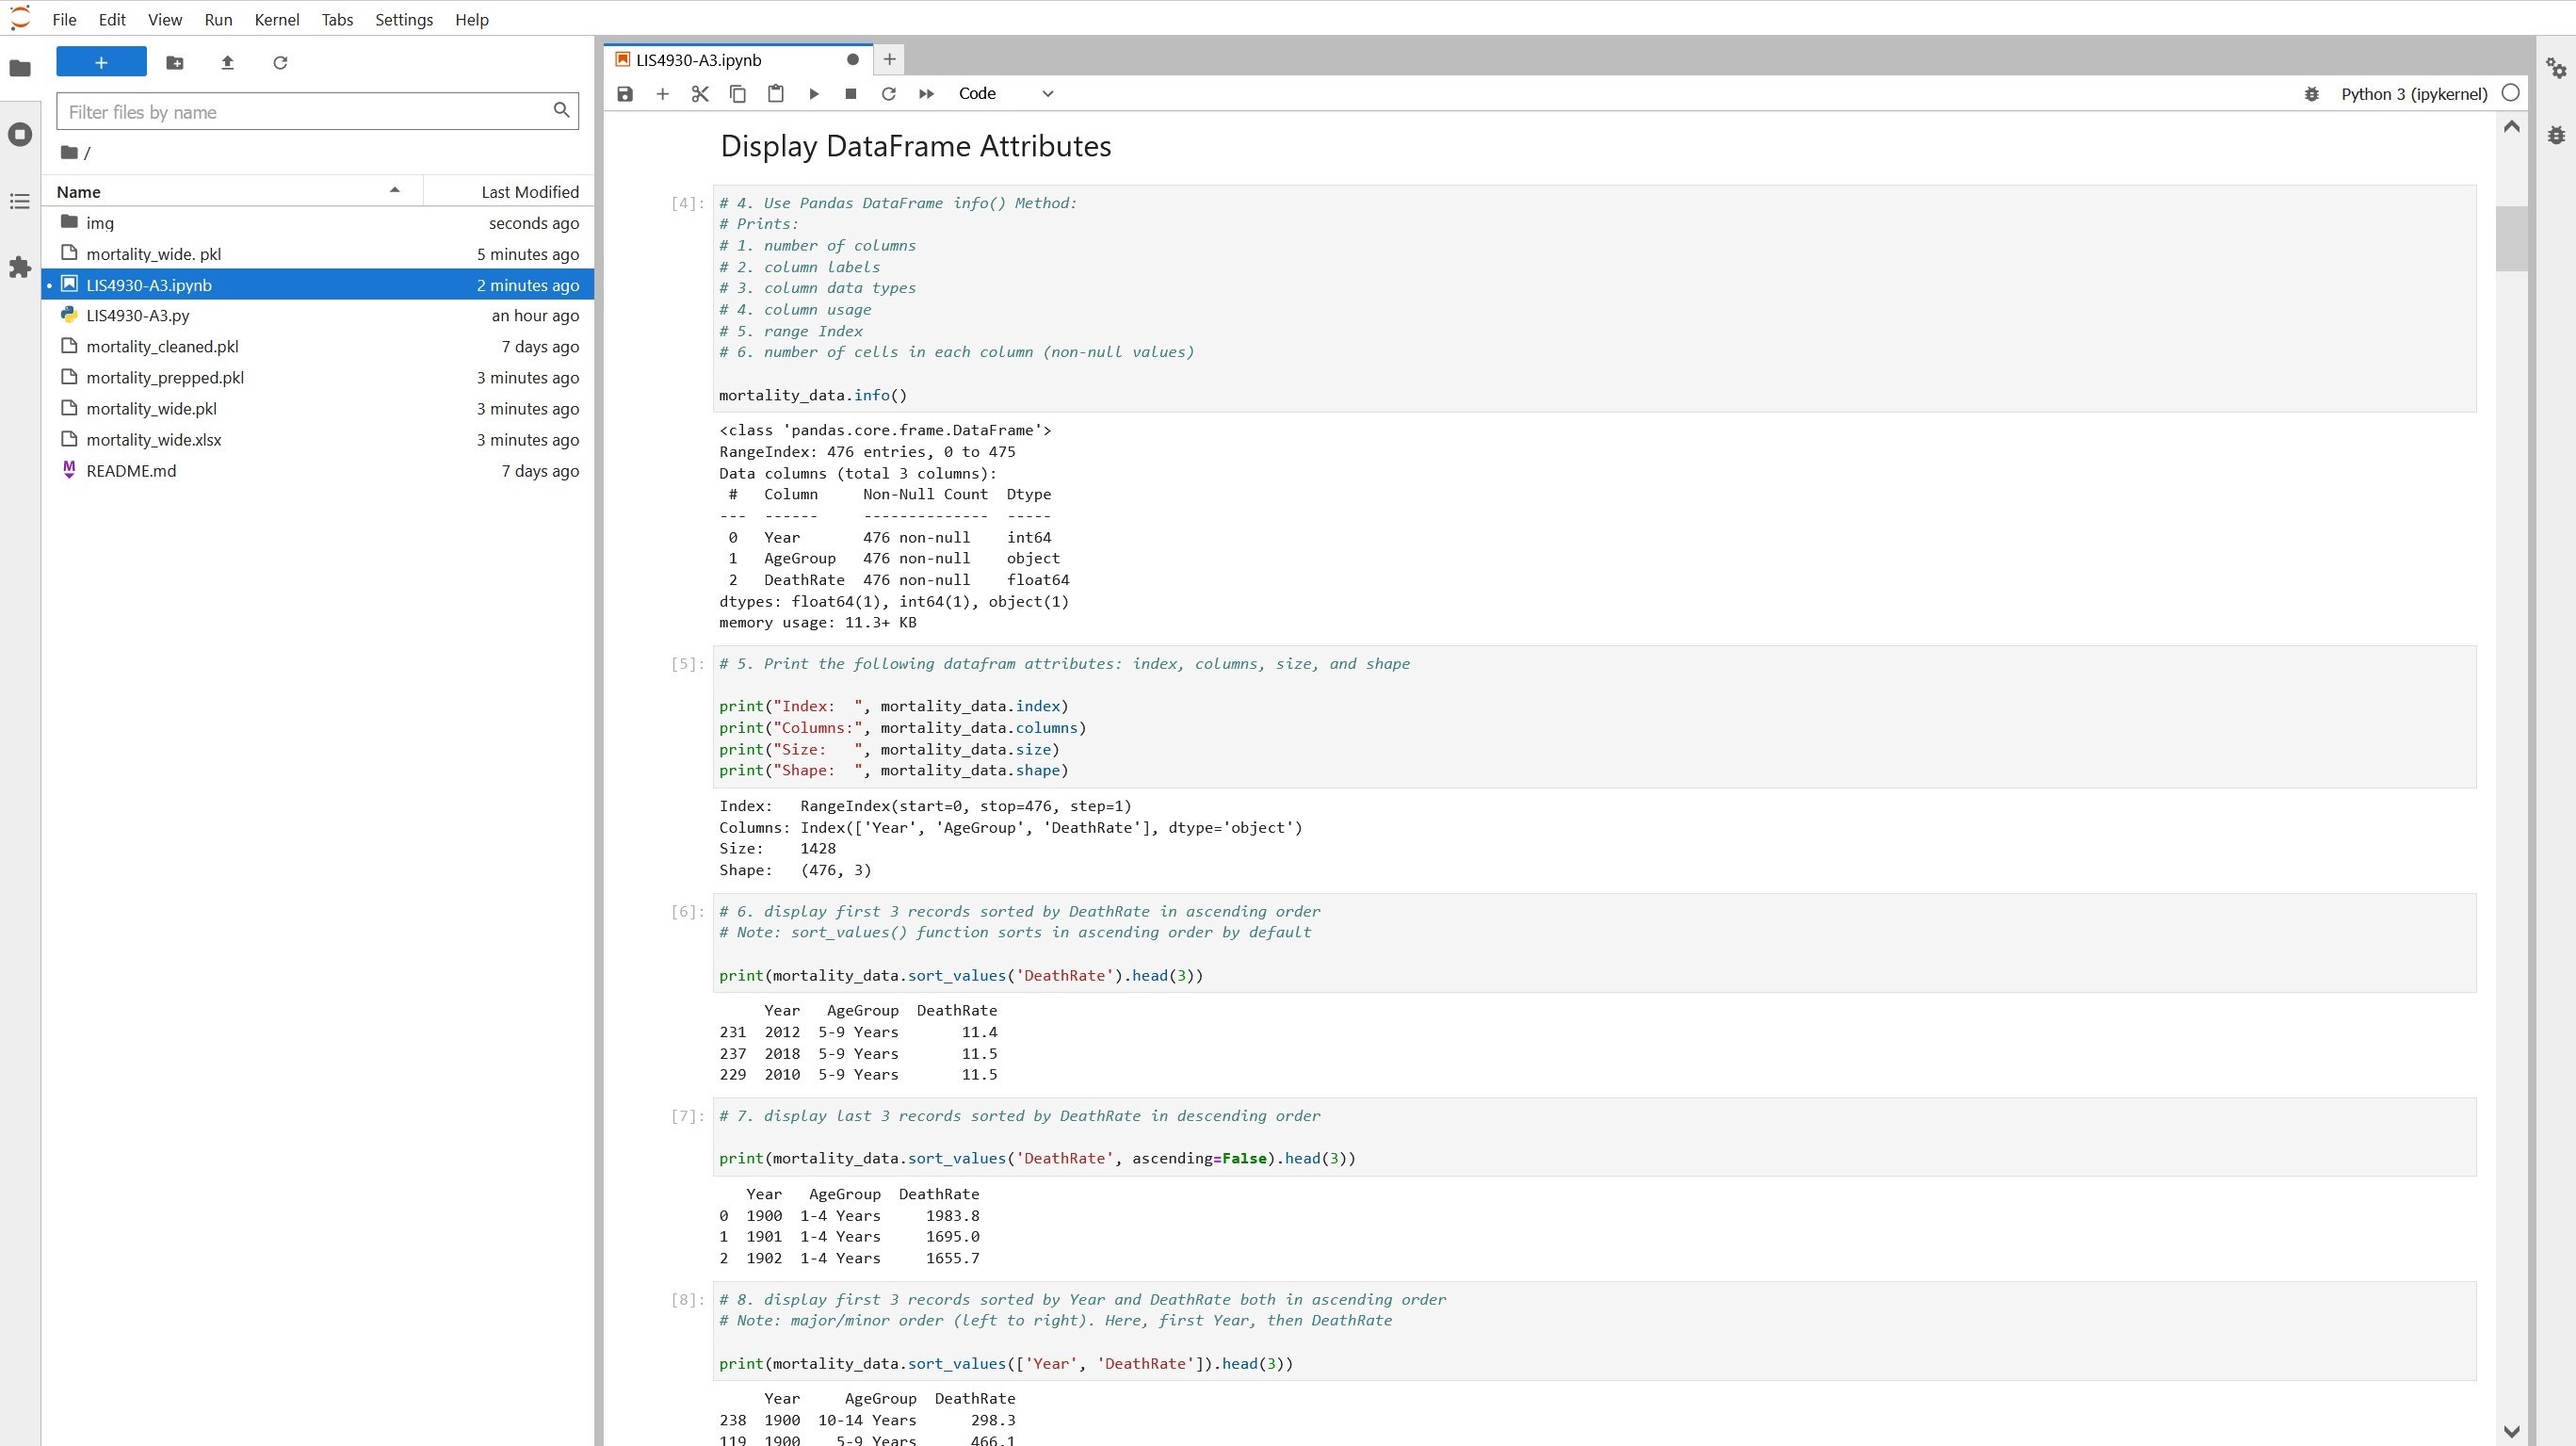 File Edit View Run Kernel Tabs Settings Help
Filter files by name
/
Name Last Modified
img seconds ago
mortality_wide. pkl 5 minutes ago
LIS4930-A3.ipynb 2 minutes ago
LIS4930-A3.py an hour ago
mortality_cleaned.pkl 7 days ago
mortality_prepped.pkl 3 minutes ago
mortality_wide.pkl 3 minutes ago
mortality_wide.xlsx 3 minutes ago
README.md 7 days ago
LIS4930-A3.ipynb
Code
Python 3 (ipykernel)
Display DataFrame Attributes
[4]: # 4. Use Pandas DataFrame info() Method:
# Prints:
# 1. number of columns
# 2. column labels
# 3. column data types
# 4. column usage
# 5. range Index
# 6. number of cells in each column (non-null values)
mortality_data.info()
<class 'pandas.core.frame.DataFrame'>
RangeIndex: 476 entries, 0 to 475
Data columns (total 3 columns):
 #   Column     Non-Null Count  Dtype
---  ------     --------------  -----
 0   Year       476 non-null    int64
 1   AgeGroup   476 non-null    object
 2   DeathRate  476 non-null    float64
dtypes: float64(1), int64(1), object(1)
memory usage: 11.3+ KB
[5]: # 5. Print the following datafram attributes: index, columns, size, and shape
print("Index:  ", mortality_data.index)
print("Columns:", mortality_data.columns)
print("Size:   ", mortality_data.size)
print("Shape:  ", mortality_data.shape)
Index:   RangeIndex(start=0, stop=476, step=1)
Columns: Index(['Year', 'AgeGroup', 'DeathRate'], dtype='object')
Size:    1428
Shape:   (476, 3)
[6]: # 6. display first 3 records sorted by DeathRate in ascending order
# Note: sort_values() function sorts in ascending order by default
print(mortality_data.sort_values('DeathRate').head(3))
     Year   AgeGroup  DeathRate
231  2012  5-9 Years       11.4
237  2018  5-9 Years       11.5
229  2010  5-9 Years       11.5
[7]: # 7. display last 3 records sorted by DeathRate in descending order
print(mortality_data.sort_values('DeathRate', ascending=False).head(3))
   Year   AgeGroup  DeathRate
0  1900  1-4 Years     1983.8
1  1901  1-4 Years     1695.0
2  1902  1-4 Years     1655.7
[8]: # 8. display first 3 records sorted by Year and DeathRate both in ascending order
# Note: major/minor order (left to right). Here, first Year, then DeathRate
print(mortality_data.sort_values(['Year', 'DeathRate']).head(3))
     Year     AgeGroup  DeathRate
238  1900  10-14 Years      298.3
119  1900    5-9 Years      466.1